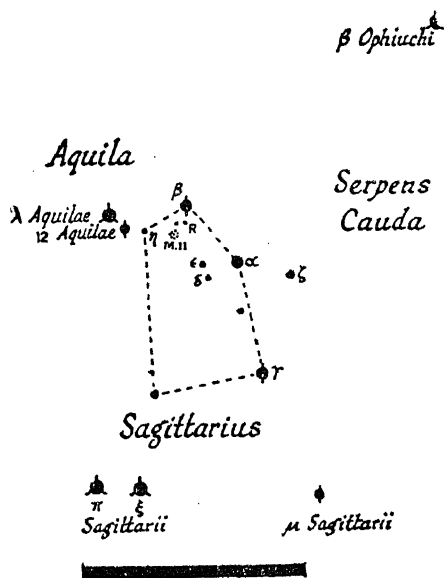 β Ophiuchi
Aquila
Serpens
Cauda
β
λ Aquilae
12 Aquilae
η
R
M.11
ε
α
δ
ζ
γ
Sagittarius
π
ξ
Sagittarii
μ Sagittarii